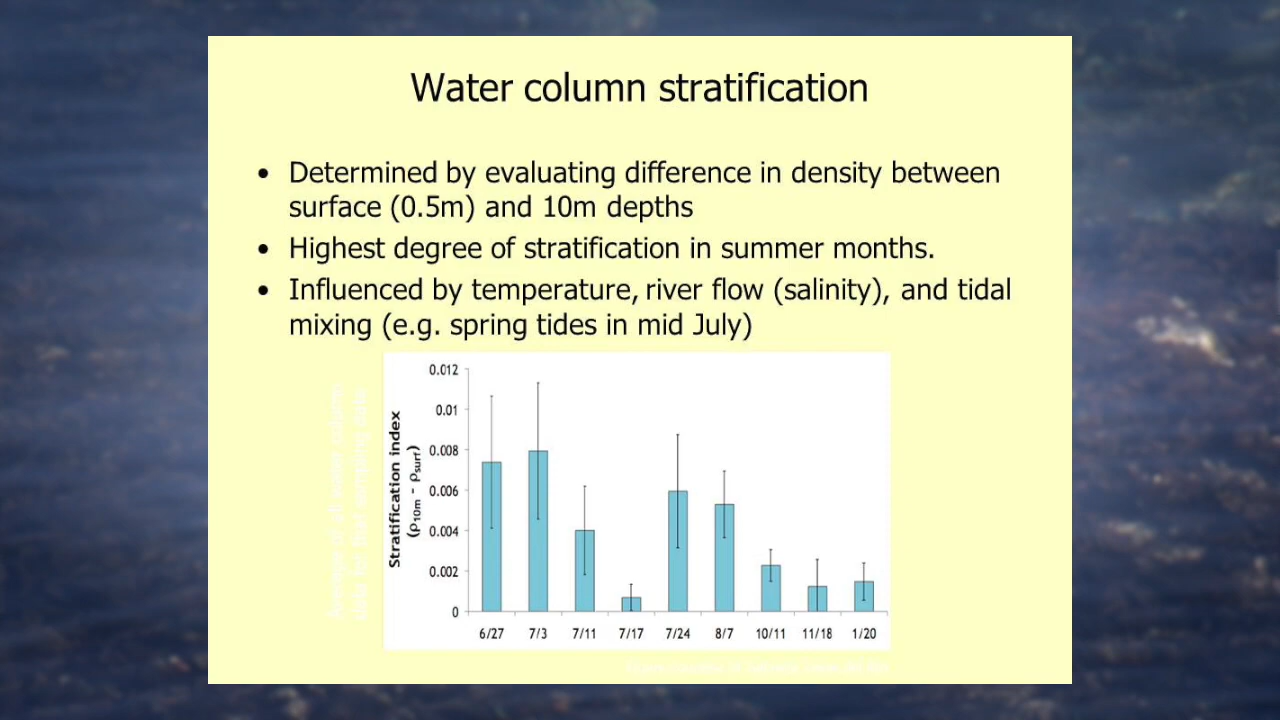 Water column stratification
• Determined by evaluating difference in density between
surface (0.5m) and 10m depths
• Highest degree of stratification in summer months.
• Influenced by temperature, river flow (salinity), and tidal
mixing (e.g. spring tides in mid July)
Stratification index
(ρ10m - ρsurf)
0.012
0.01
0.008
0.006
0.004
0.002
0
6/27 7/3 7/11 7/17 7/24 8/7 10/11 11/18 1/20